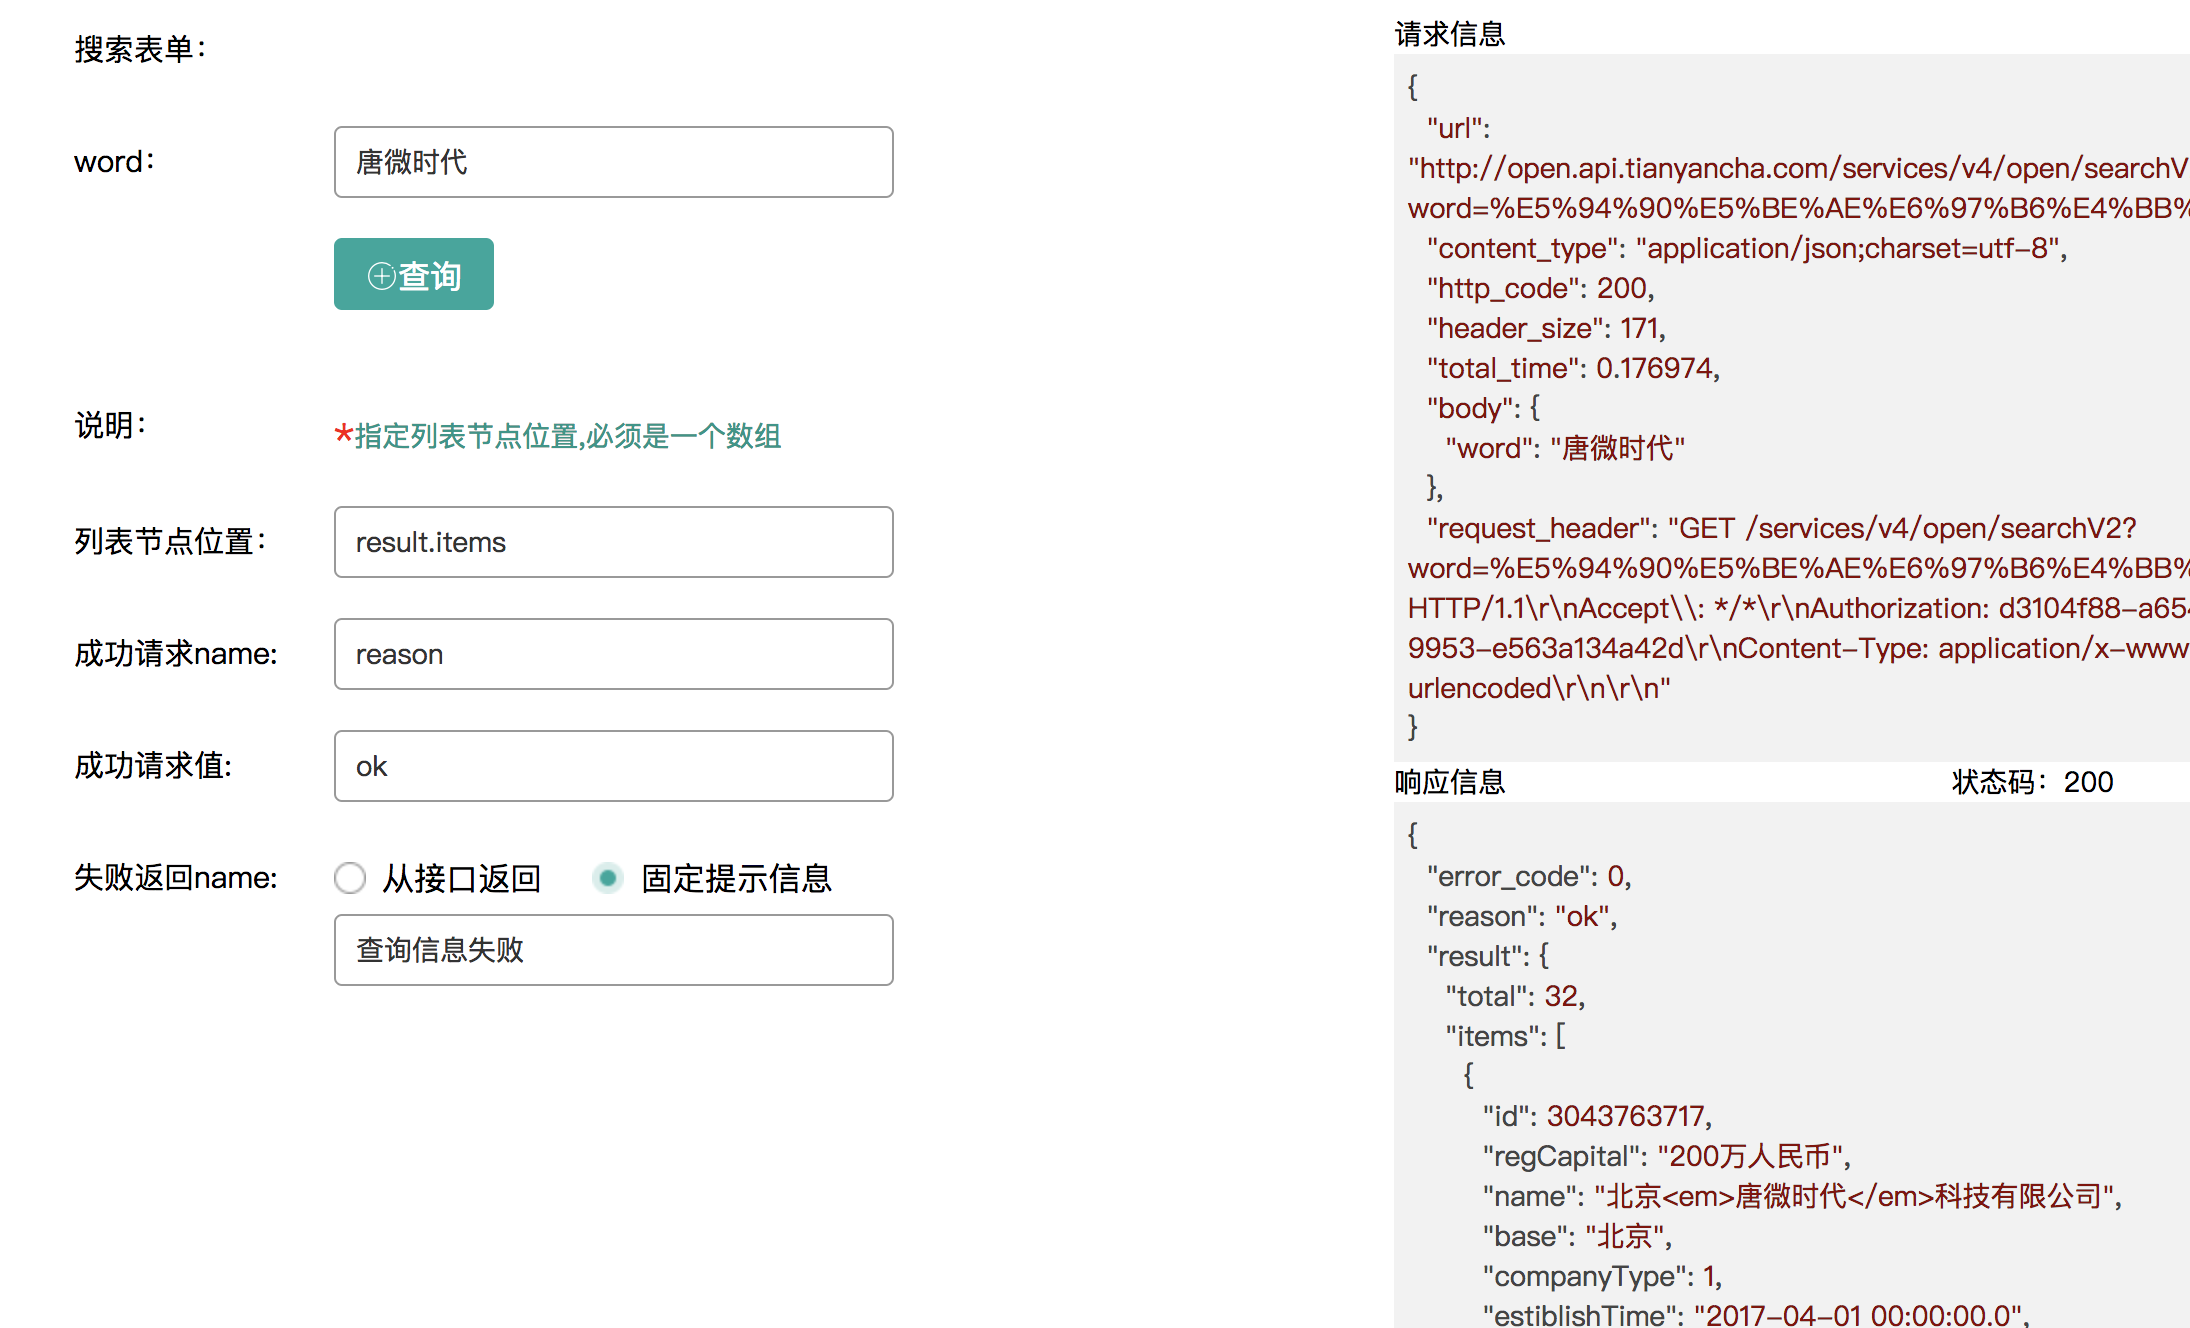 搜索表单：
word：
唐微时代
查询
说明：
*指定列表节点位置,必须是一个数组
列表节点位置：
result.items
成功请求name:
reason
成功请求值:
ok
失败返回name:
从接口返回
固定提示信息
查询信息失败
请求信息
{
"url":
"http://open.api.tianyancha.com/services/v4/open/searchV
word=%E5%94%90%E5%BE%AE%E6%97%B6%E4%BB%
"content_type": "application/json;charset=utf-8",
"http_code": 200,
"header_size": 171,
"total_time": 0.176974,
"body": {
"word": "唐微时代"
},
"request_header": "GET /services/v4/open/searchV2?
word=%E5%94%90%E5%BE%AE%E6%97%B6%E4%BB%
HTTP/1.1\r\nAccept\\: */*\r\nAuthorization: d3104f88-a654
9953-e563a134a42d\r\nContent-Type: application/x-www
urlencoded\r\n\r\n"
}
响应信息 状态码：200
{
"error_code": 0,
"reason": "ok",
"result": {
"total": 32,
"items": [
{
"id": 3043763717,
"regCapital": "200万人民币",
"name": "北京<em>唐微时代</em>科技有限公司",
"base": "北京",
"companyType": 1,
"estiblishTime": "2017-04-01 00:00:00.0",